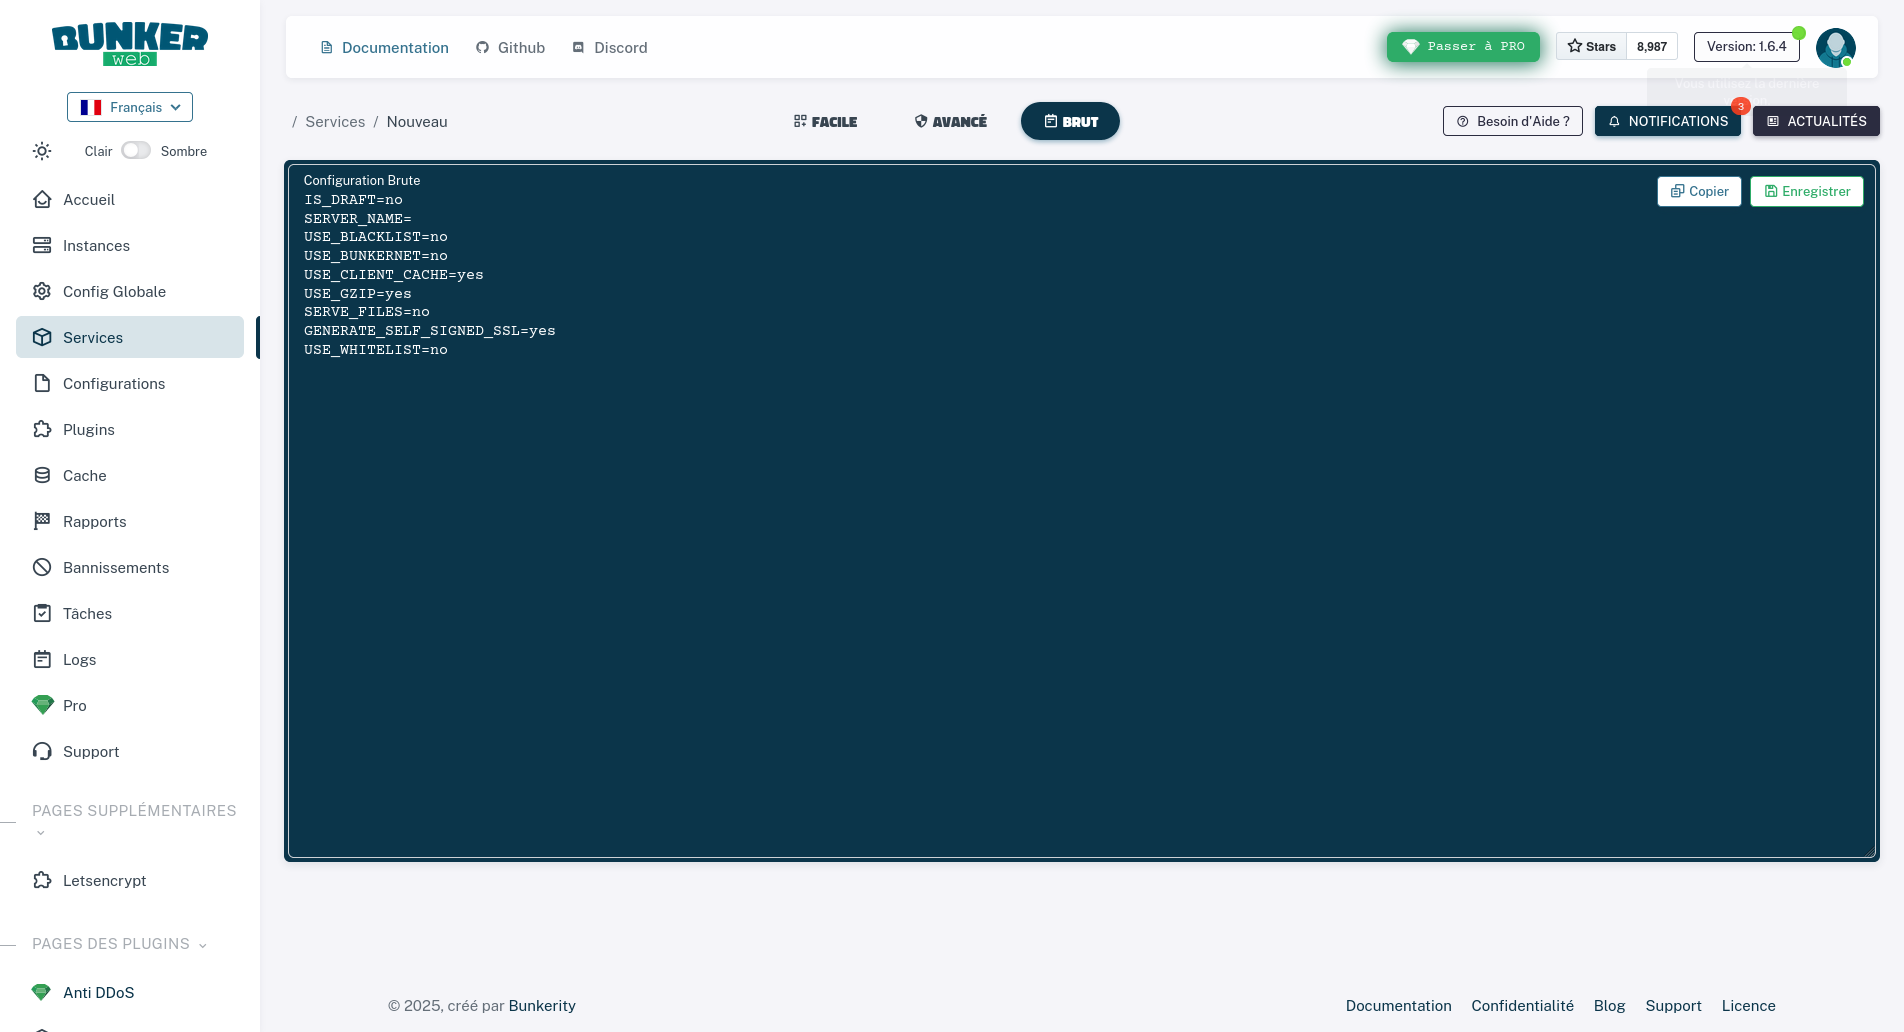 BUNKER
web
Documentation
Github
Discord
Passer à PRO
Stars
8,987
Version: 1.6.4
Français
Clair
Sombre
/ Services / Nouveau
FACILE
AVANCÉ
BRUT
Besoin d'Aide ?
NOTIFICATIONS
3
ACTUALITÉS
Accueil
Instances
Config Globale
Services
Configurations
Plugins
Cache
Rapports
Bannissements
Tâches
Logs
Pro
Support
PAGES SUPPLÉMENTAIRES
Letsencrypt
PAGES DES PLUGINS
Anti DDoS
Configuration Brute
Copier
Enregistrer
IS_DRAFT=no
SERVER_NAME=
USE_BLACKLIST=no
USE_BUNKERNET=no
USE_CLIENT_CACHE=yes
USE_GZIP=yes
SERVE_FILES=no
GENERATE_SELF_SIGNED_SSL=yes
USE_WHITELIST=no
© 2025, créé par Bunkerity
Documentation
Confidentialité
Blog
Support
Licence